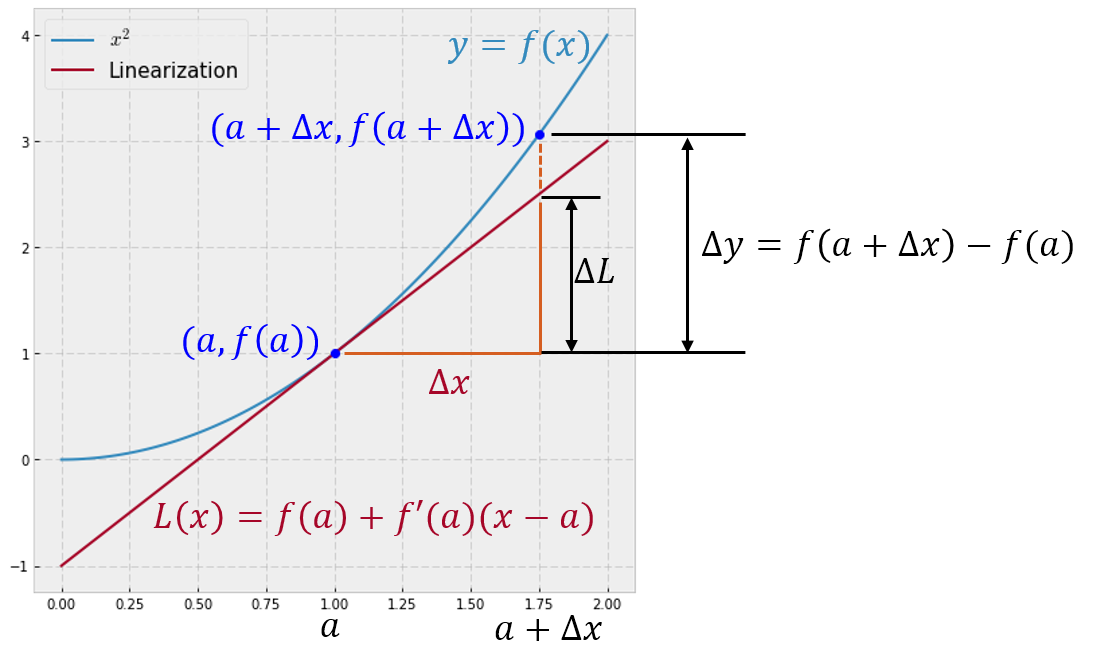 x²
Linearization
y = f(x)
(a + Δx, f(a + Δx))
Δy = f(a + Δx) − f(a)
ΔL
(a, f(a))
Δx
L(x) = f(a) + f′(a)(x − a)
4
3
2
1
0
−1
0.00 0.25 0.50 0.75 1.00 1.25 1.50 1.75 2.00
a a + Δx